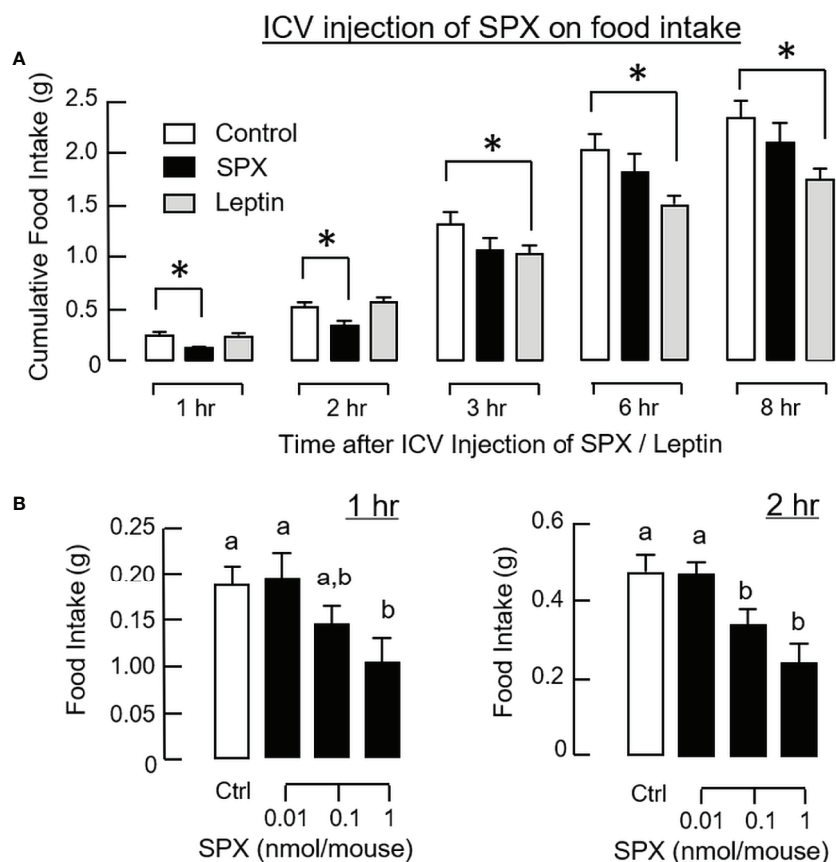 ICV injection of SPX on food intake
A
Cumulative Food Intake (g)
2.5
2.0
1.5
1.0
0.5
0
Control
SPX
Leptin
*
*
*
*
*
1 hr
2 hr
3 hr
6 hr
8 hr
Time after ICV Injection of SPX / Leptin
B
1 hr
Food Intake (g)
0.25
0.20
0.15
1.00
0.05
0
a
a
a,b
b
Ctrl
0.01
0.1
1
SPX (nmol/mouse)
2 hr
Food Intake (g)
0.6
0.4
0.2
0
a
a
b
b
Ctrl
0.01
0.1
1
SPX (nmol/mouse)